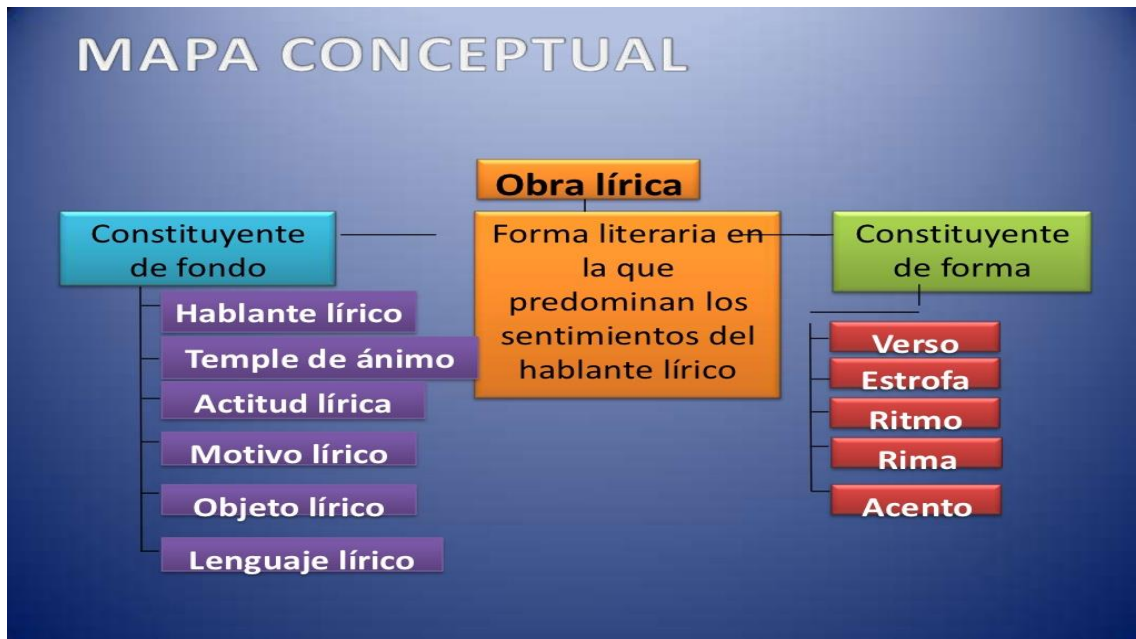 MAPA CONCEPTUAL
Obra lírica
Forma literaria en
la que
predominan los
sentimientos del
hablante lírico
Constituyente
de fondo
Hablante lírico
Temple de ánimo
Actitud lírica
Motivo lírico
Objeto lírico
Lenguaje lírico
Constituyente
de forma
Verso
Estrofa
Ritmo
Rima
Acento